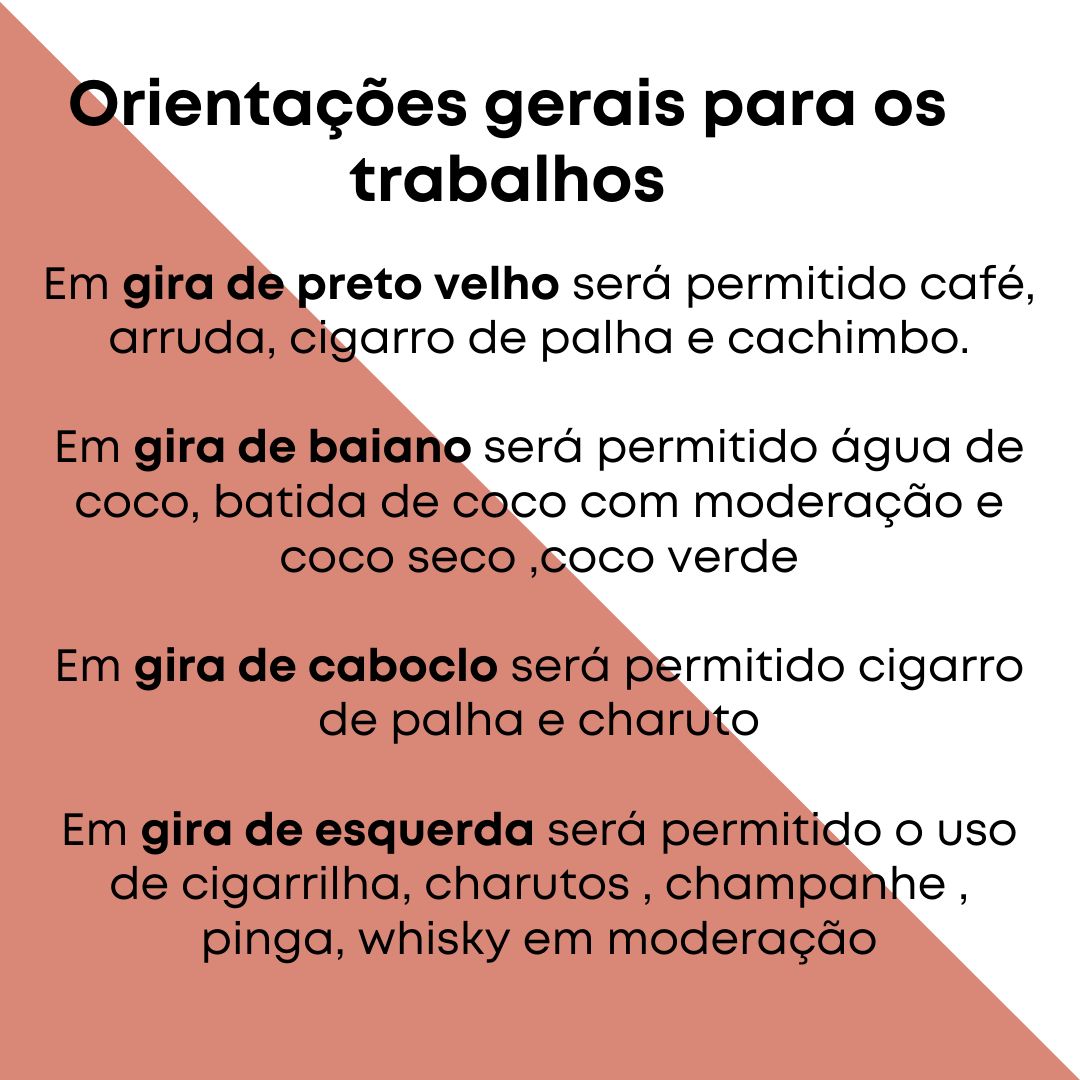 Orientações gerais para os
trabalhos
Em gira de preto velho será permitido café,
arruda, cigarro de palha e cachimbo.
Em gira de baiano será permitido água de
coco, batida de coco com moderação e
coco seco ,coco verde
Em gira de caboclo será permitido cigarro
de palha e charuto
Em gira de esquerda será permitido o uso
de cigarrilha, charutos , champanhe ,
pinga, whisky em moderação